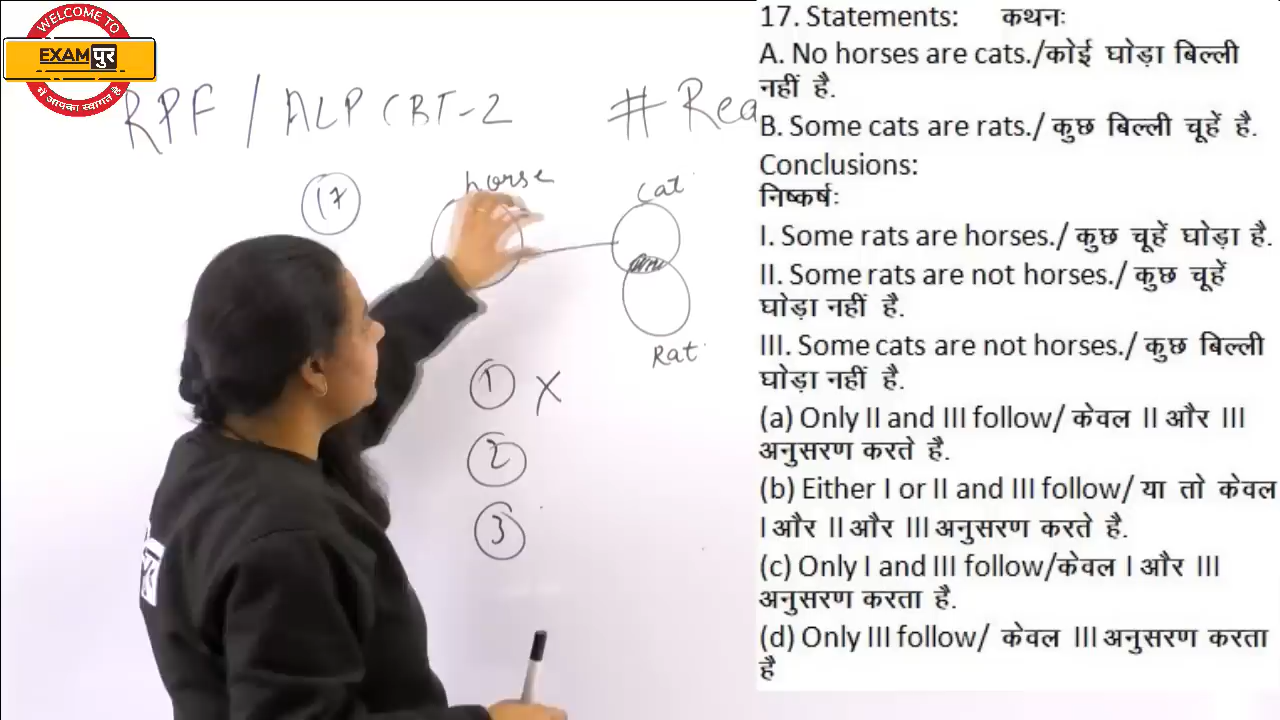 WELCOME TO
EXAMपुर
में आपका स्वागत है
RPF / ALP CBT-2 # Rea
17
horse
cat
Rat
1 X
2
3
17. Statements: कथनः
A. No horses are cats./कोई घोड़ा बिल्ली
नहीं है.
B. Some cats are rats./ कुछ बिल्ली चूहें है.
Conclusions:
निष्कर्षः
I. Some rats are horses./ कुछ चूहें घोड़ा है.
II. Some rats are not horses./ कुछ चूहें
घोड़ा नहीं है.
III. Some cats are not horses./ कुछ बिल्ली
घोड़ा नहीं है.
(a) Only II and III follow/ केवल II और III
अनुसरण करते है.
(b) Either I or II and III follow/ या तो केवल
I और II और III अनुसरण करते है.
(c) Only I and III follow/केवल I और III
अनुसरण करता है.
(d) Only III follow/ केवल III अनुसरण करता
है